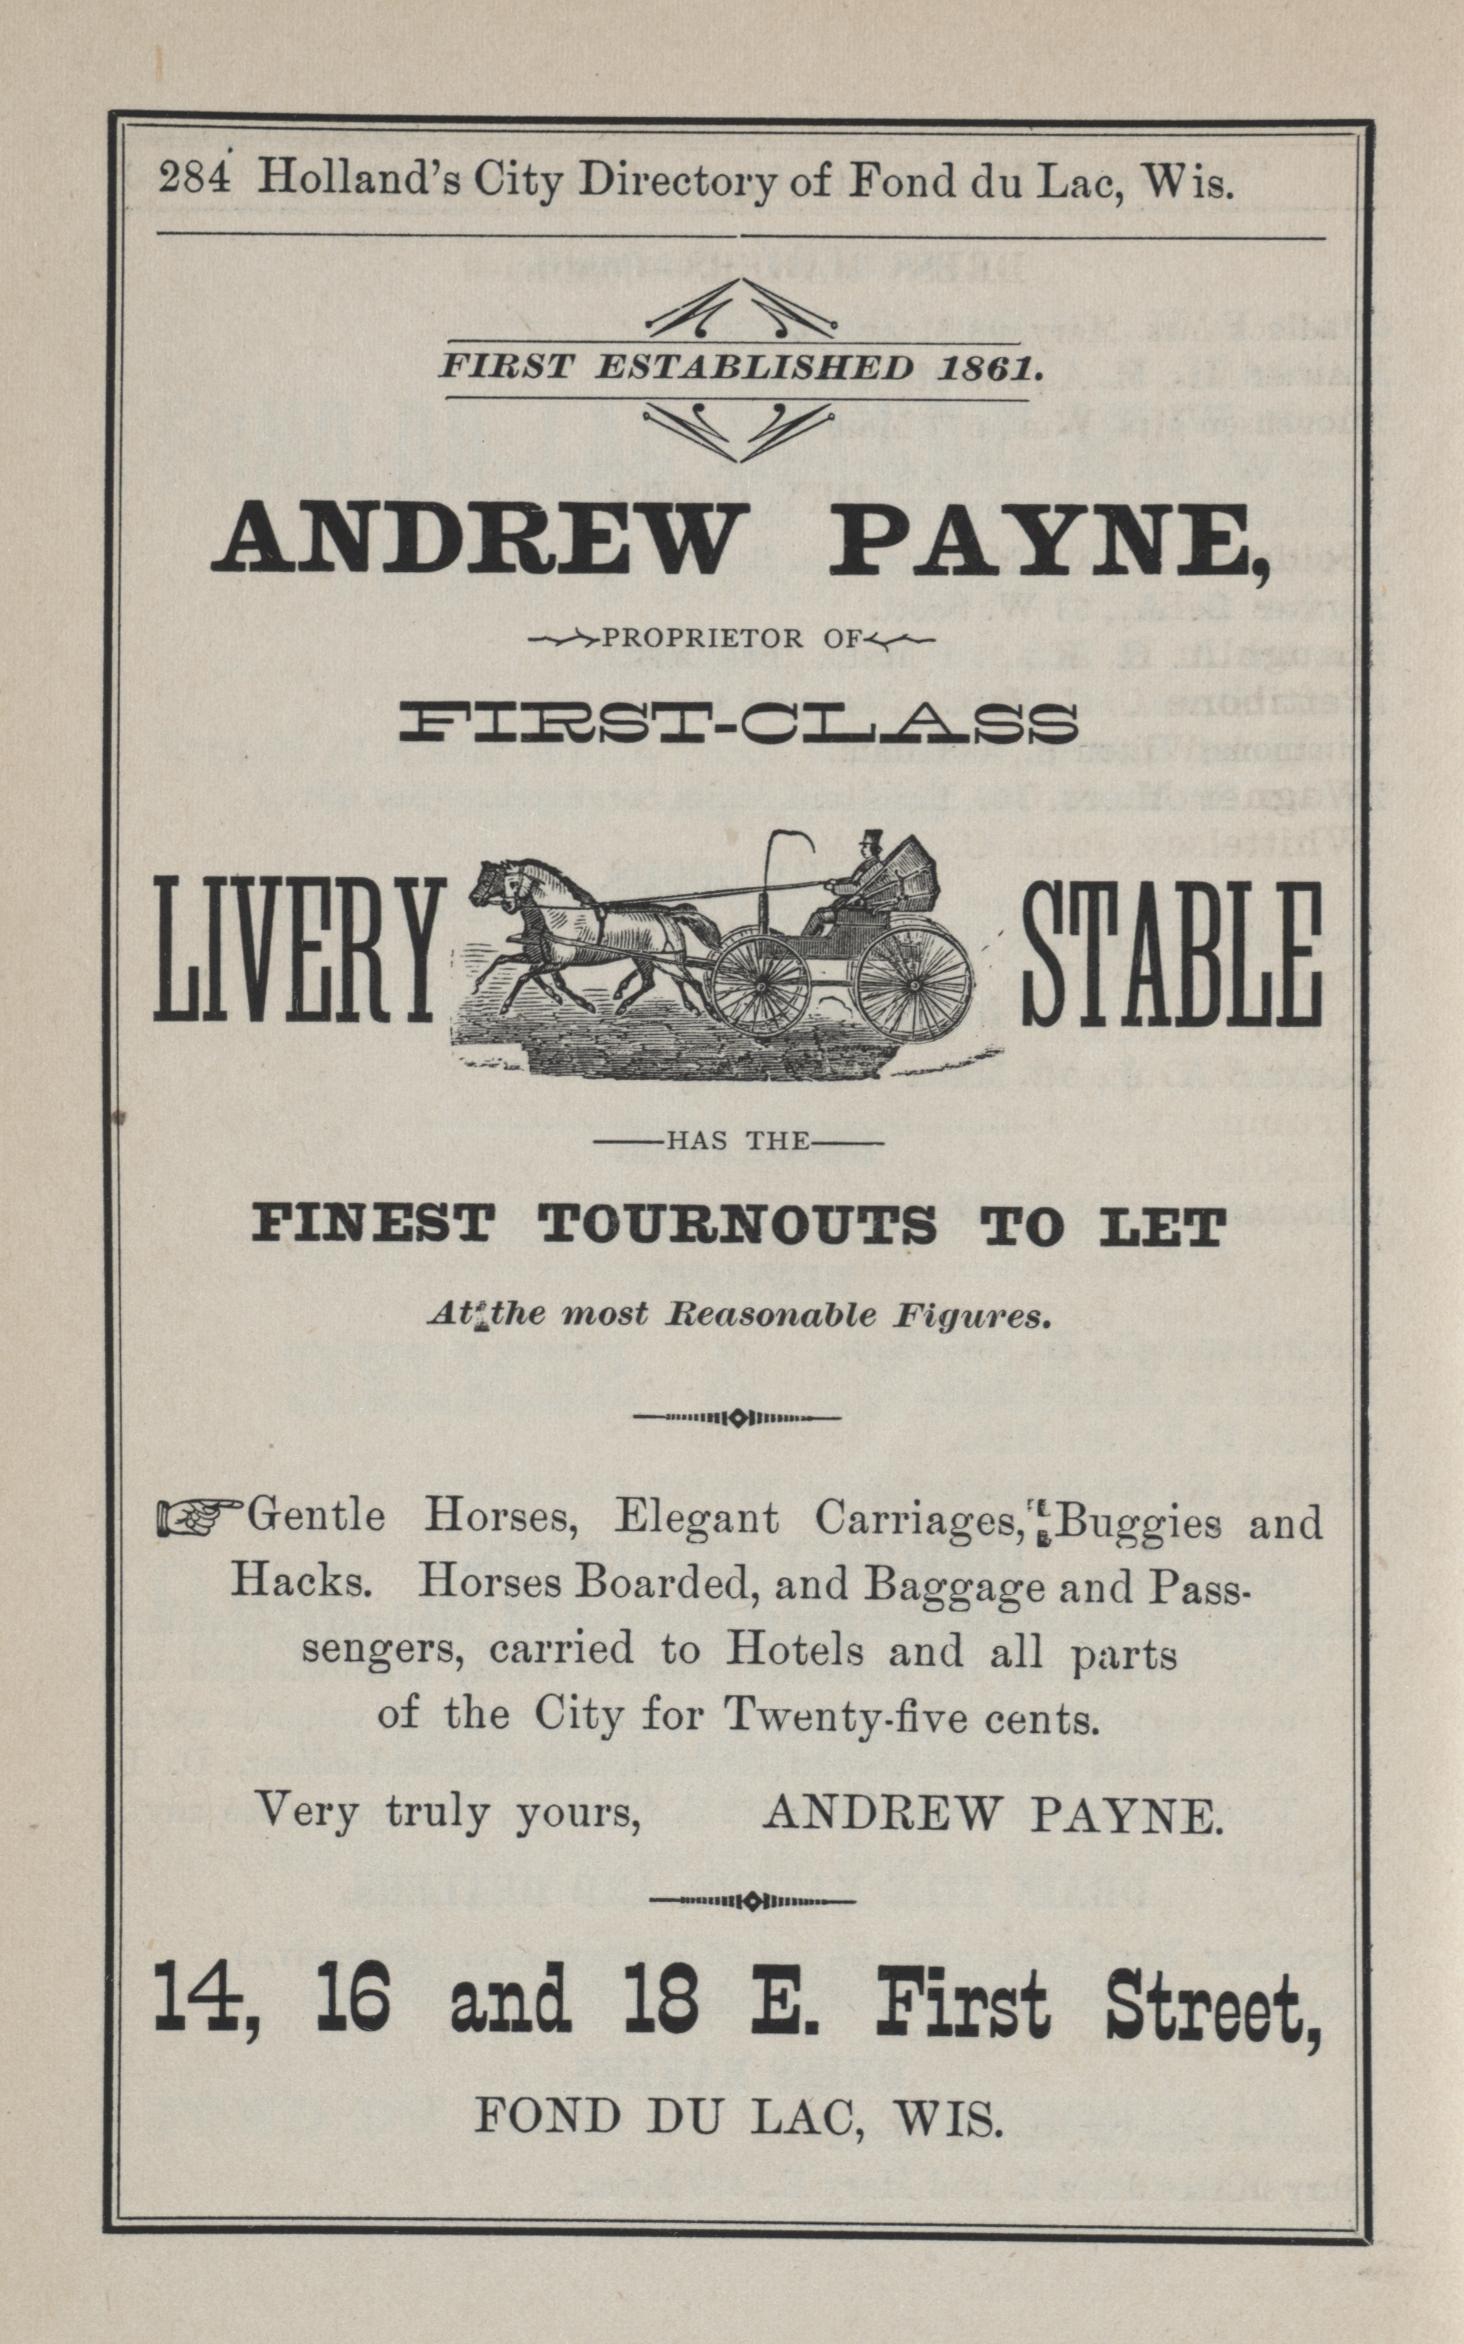 284 Holland's City Directory of Fond du Lac, Wis.
FIRST ESTABLISHED 1861.
ANDREW PAYNE,
PROPRIETOR OF
FIRST-CLASS
LIVERY STABLE
—HAS THE—
FINEST TOURNOUTS TO LET
At the most Reasonable Figures.
Gentle Horses, Elegant Carriages, Buggies and
Hacks. Horses Boarded, and Baggage and Pass-
sengers, carried to Hotels and all parts
of the City for Twenty-five cents.
Very truly yours, ANDREW PAYNE.
14, 16 and 18 E. First Street,
FOND DU LAC, WIS.